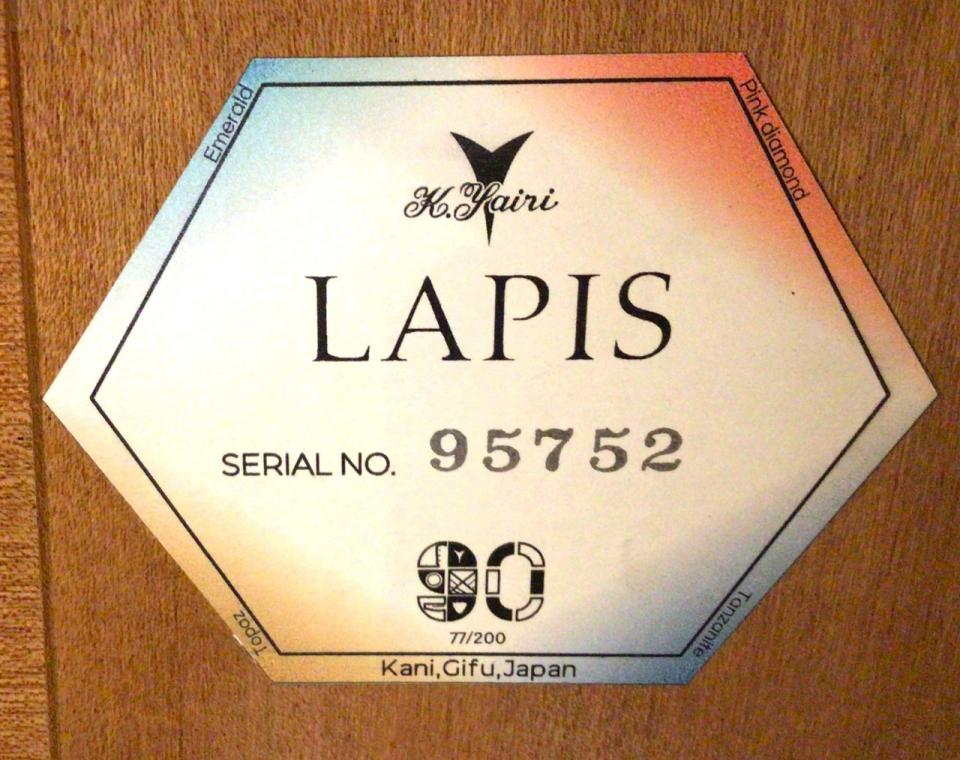 Emerald
Pink diamond
K.Yairi
LAPIS
SERIAL NO. 95752
90
77/200
Topaz
Tanzanite
Kani,Gifu,Japan